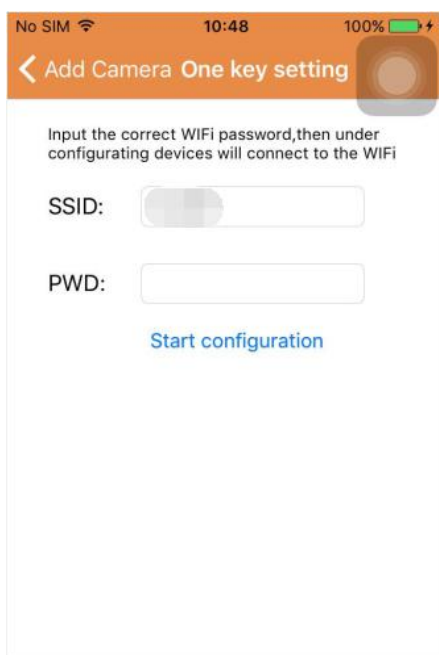 No SIM 10:48 100%
Add Camera One key setting
Input the correct WIFi password,then under
configurating devices will connect to the WIFi
SSID:
PWD:
Start configuration